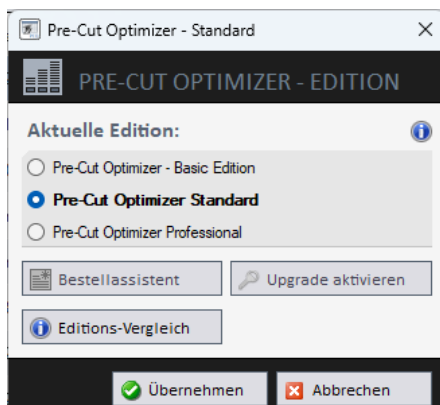 Pre-Cut Optimizer - Standard
PRE-CUT OPTIMIZER - EDITION
Aktuelle Edition:
Pre-Cut Optimizer - Basic Edition
Pre-Cut Optimizer Standard
Pre-Cut Optimizer Professional
Bestellassistent
Upgrade aktivieren
Editions-Vergleich
Übernehmen
Abbrechen